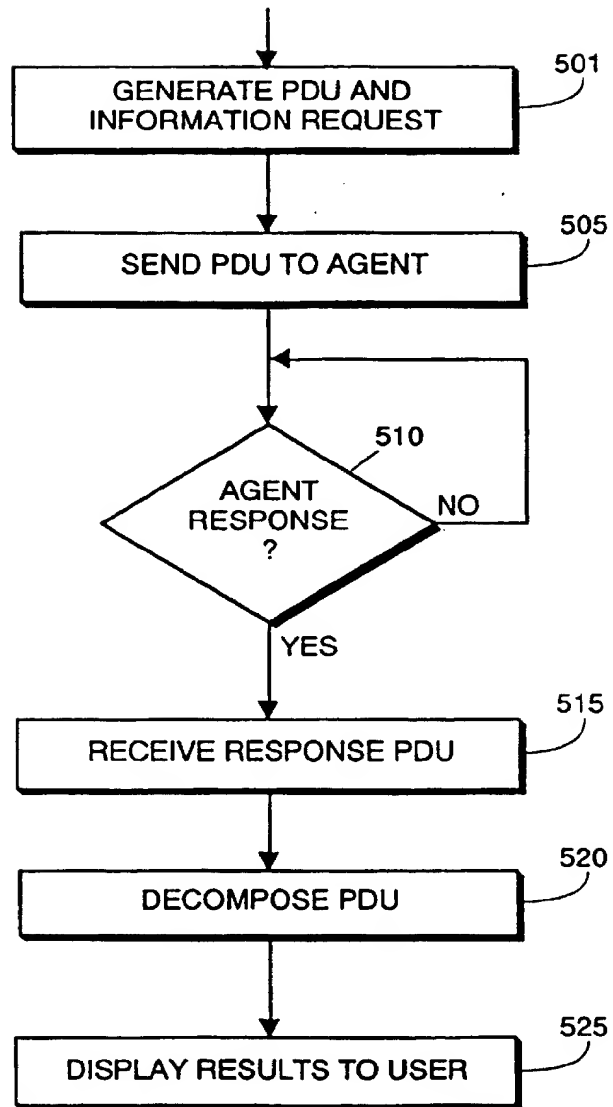 501
GENERATE PDU AND
INFORMATION REQUEST
505
SEND PDU TO AGENT
510
AGENT
RESPONSE
?
NO
YES
515
RECEIVE RESPONSE PDU
520
DECOMPOSE PDU
525
DISPLAY RESULTS TO USER